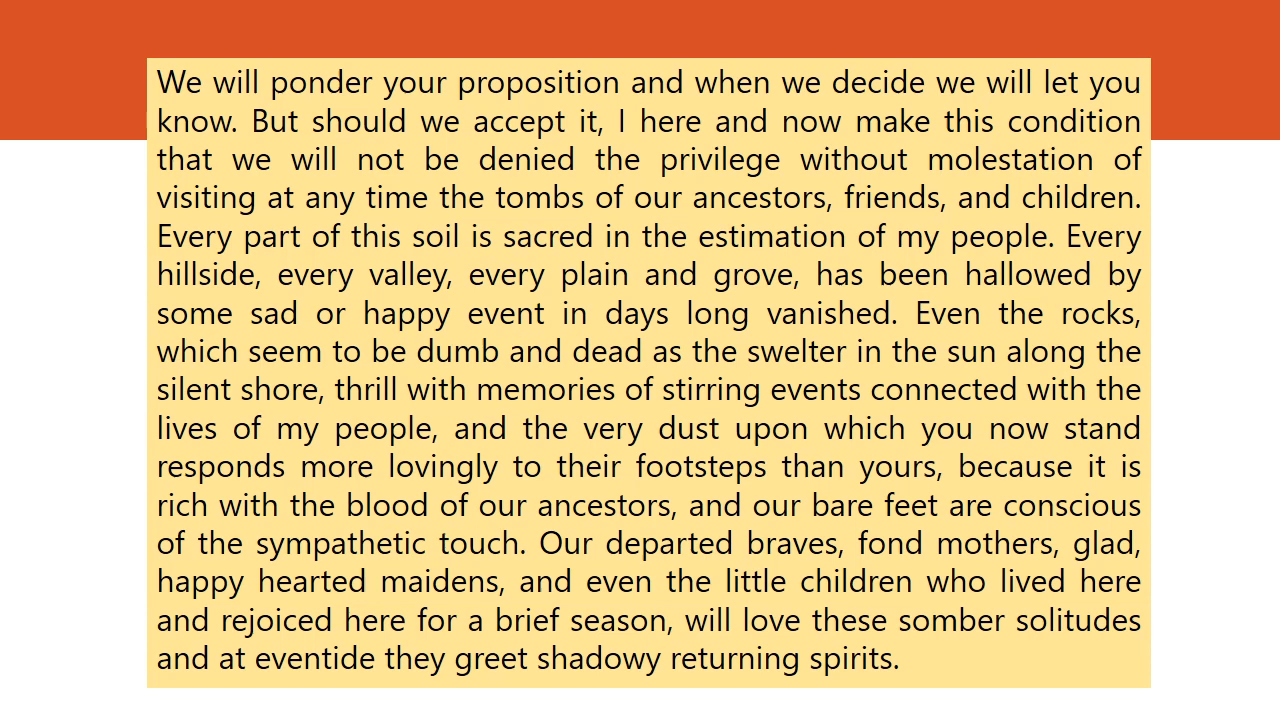 We will ponder your proposition and when we decide we will let you
know. But should we accept it, I here and now make this condition
that we will not be denied the privilege without molestation of
visiting at any time the tombs of our ancestors, friends, and children.
Every part of this soil is sacred in the estimation of my people. Every
hillside, every valley, every plain and grove, has been hallowed by
some sad or happy event in days long vanished. Even the rocks,
which seem to be dumb and dead as the swelter in the sun along the
silent shore, thrill with memories of stirring events connected with the
lives of my people, and the very dust upon which you now stand
responds more lovingly to their footsteps than yours, because it is
rich with the blood of our ancestors, and our bare feet are conscious
of the sympathetic touch. Our departed braves, fond mothers, glad,
happy hearted maidens, and even the little children who lived here
and rejoiced here for a brief season, will love these somber solitudes
and at eventide they greet shadowy returning spirits.